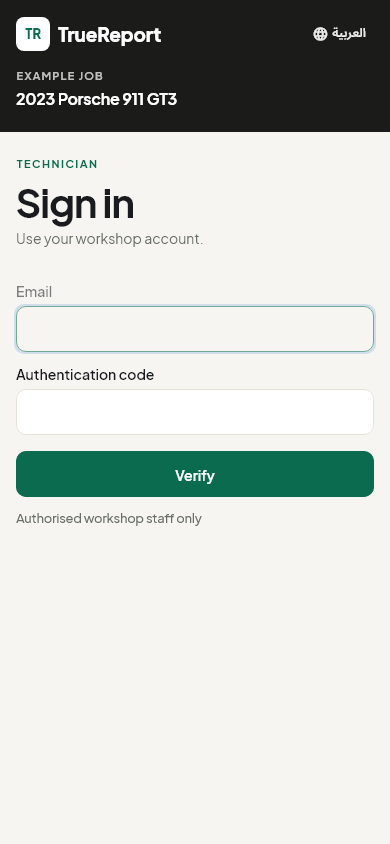 TR TrueReport العربية
EXAMPLE JOB
2023 Porsche 911 GT3
TECHNICIAN
Sign in
Use your workshop account.
Email
Authentication code
Verify
Authorised workshop staff only